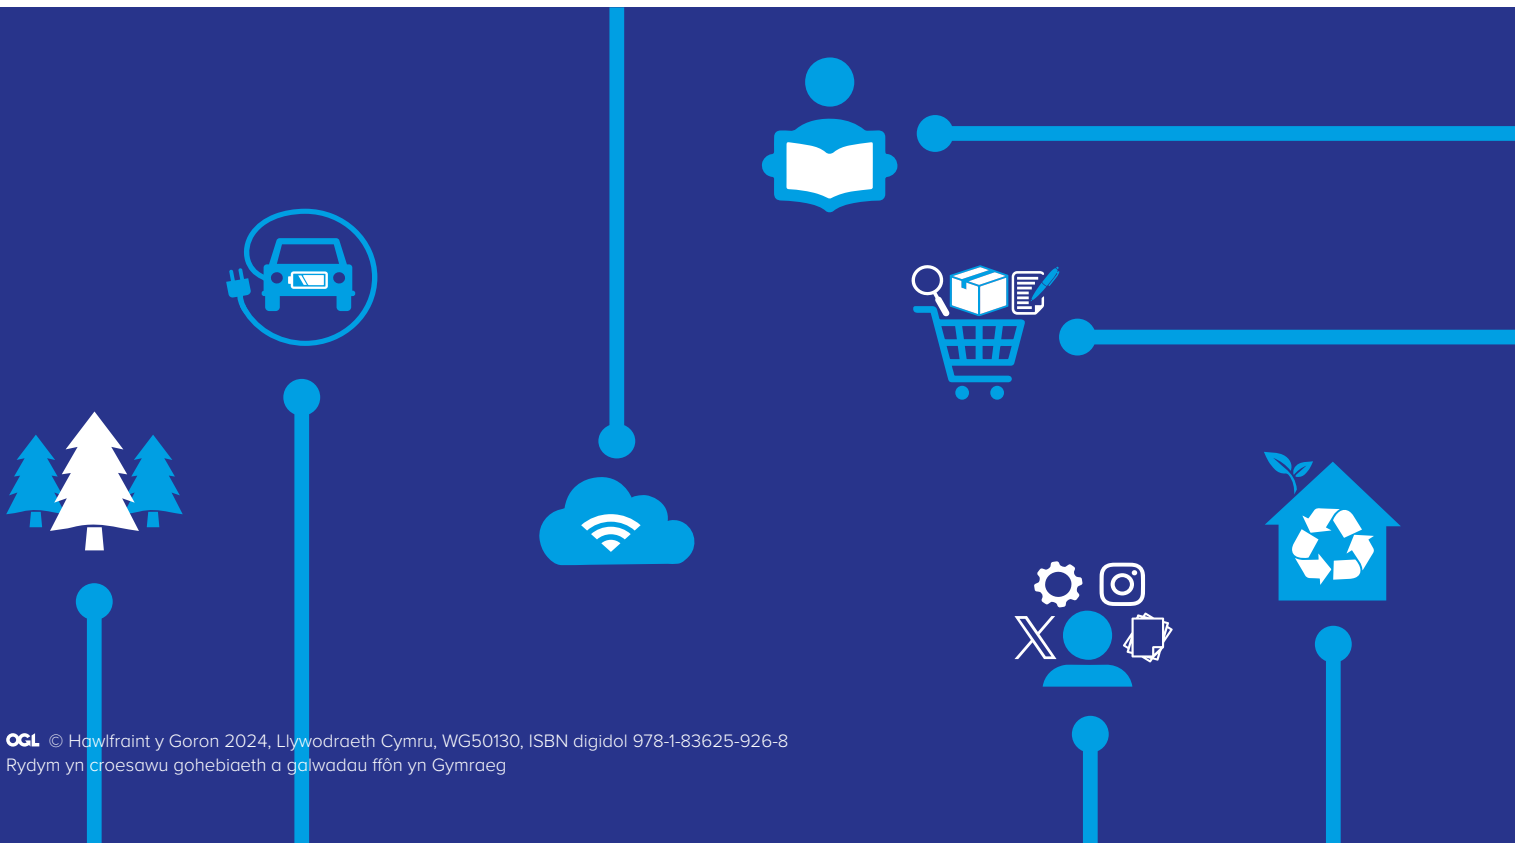 OGL © Hawlfraint y Goron 2024, Llywodraeth Cymru, WG50130, ISBN digidol 978-1-83625-926-8
Rydym yn croesawu gohebiaeth a galwadau ffôn yn Gymraeg